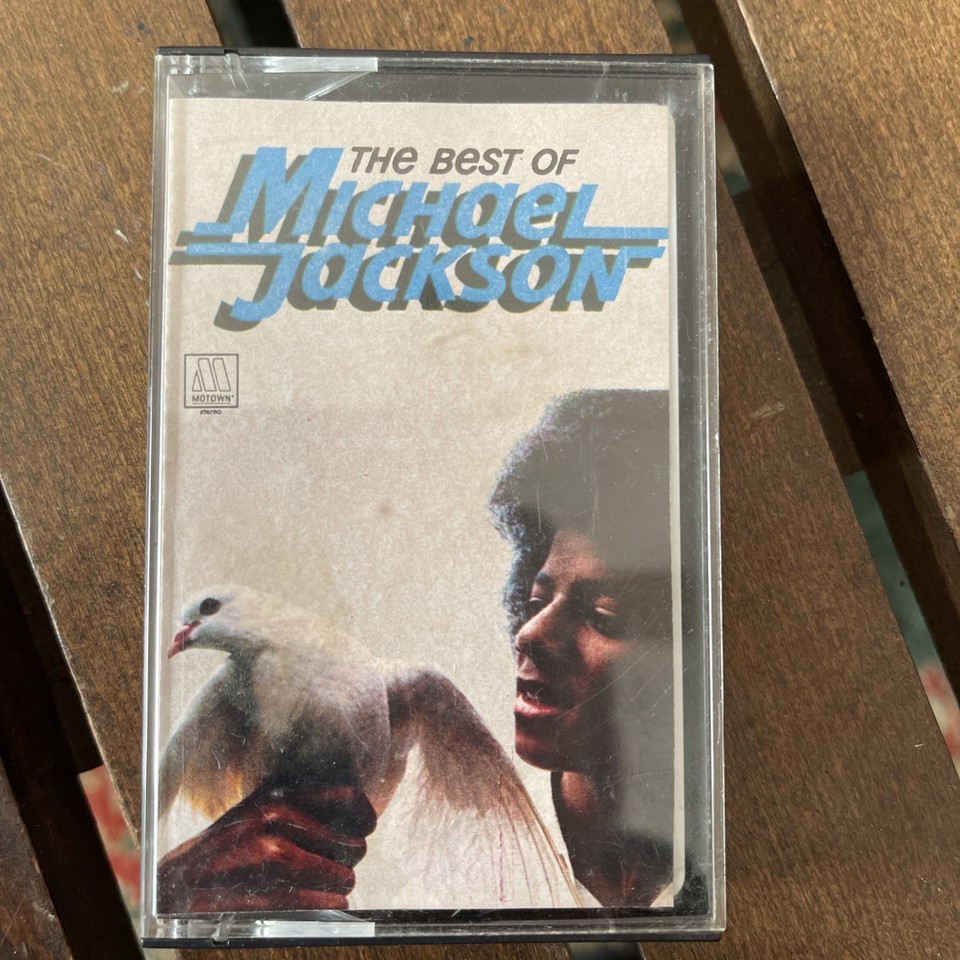 THe BeST OF
MICHaeL
JaCKSON
MOTOWN®
stereo